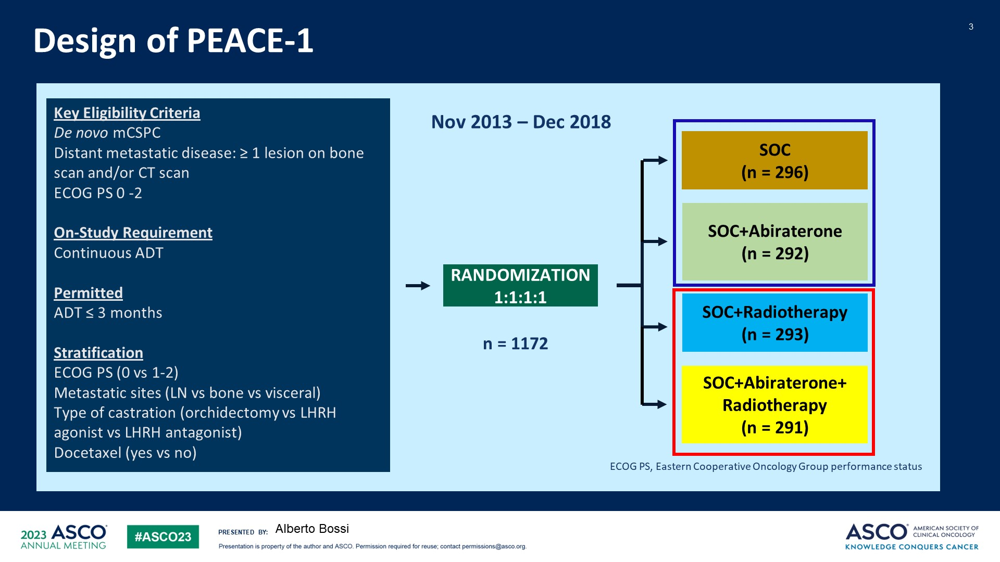 Design of PEACE-1
3
Key Eligibility Criteria
De novo mCSPC
Distant metastatic disease: ≥ 1 lesion on bone
scan and/or CT scan
ECOG PS 0 -2
On-Study Requirement
Continuous ADT
Permitted
ADT ≤ 3 months
Stratification
ECOG PS (0 vs 1-2)
Metastatic sites (LN vs bone vs visceral)
Type of castration (orchidectomy vs LHRH
agonist vs LHRH antagonist)
Docetaxel (yes vs no)
Nov 2013 – Dec 2018
RANDOMIZATION
1:1:1:1
n = 1172
SOC
(n = 296)
SOC+Abiraterone
(n = 292)
SOC+Radiotherapy
(n = 293)
SOC+Abiraterone+
Radiotherapy
(n = 291)
ECOG PS, Eastern Cooperative Oncology Group performance status
2023 ASCO
ANNUAL MEETING
#ASCO23
PRESENTED BY: Alberto Bossi
Presentation is property of the author and ASCO. Permission required for reuse; contact permissions@asco.org.
ASCO AMERICAN SOCIETY OF
CLINICAL ONCOLOGY
KNOWLEDGE CONQUERS CANCER